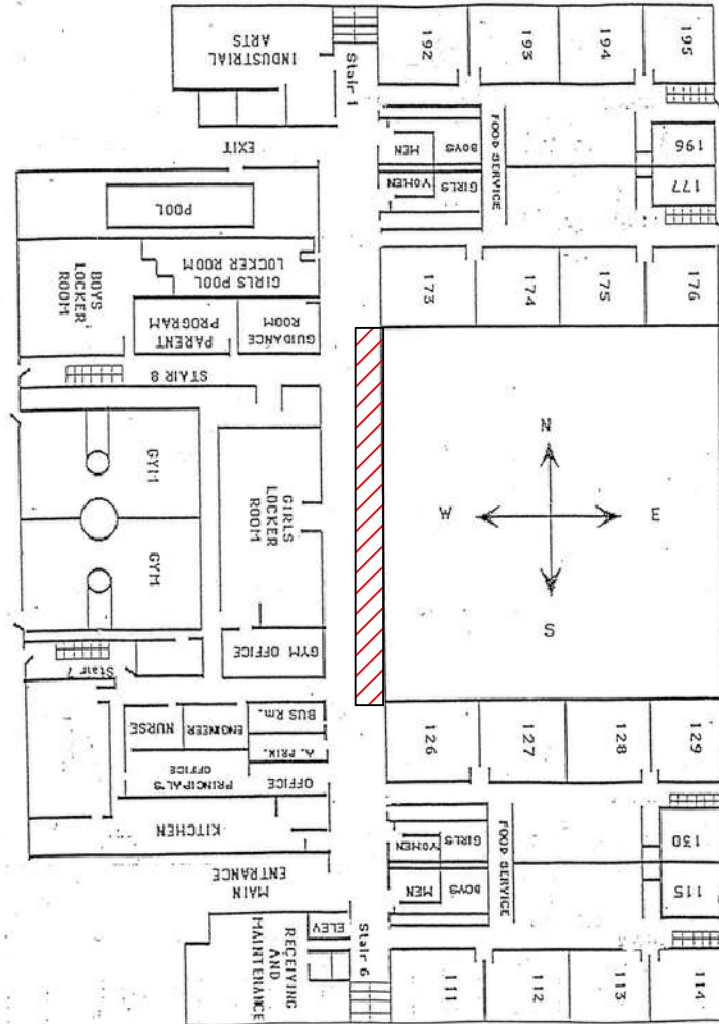 INDUSTRIAL
ARTS
Stair 1
192
193
194
195
EXIT
MEN
BOYS
WOMEN
GIRLS
FOOD SERVICE
196
177
POOL
GIRLS POOL
LOCKER ROOM
BOYS
LOCKER
ROOM
PARENT
PROGRAM
GUIDANCE
ROOM
173
174
175
176
STAIR 8
GYM
GYM
GIRLS
LOCKER
ROOM
N
W
E
S
GYM OFFICE
Stair 7
BUS Rm.
NURSE
ENGINEER
A. PRIN.
PRINCIPAL'S
OFFICE
OFFICE
126
127
128
129
KITCHEN
WOMEN
GIRLS
MEN
BOYS
FOOD SERVICE
130
115
MAIN
ENTRANCE
RECEIVING
AND
MAINTENANCE
ELEV
Stair 6
111
112
113
114